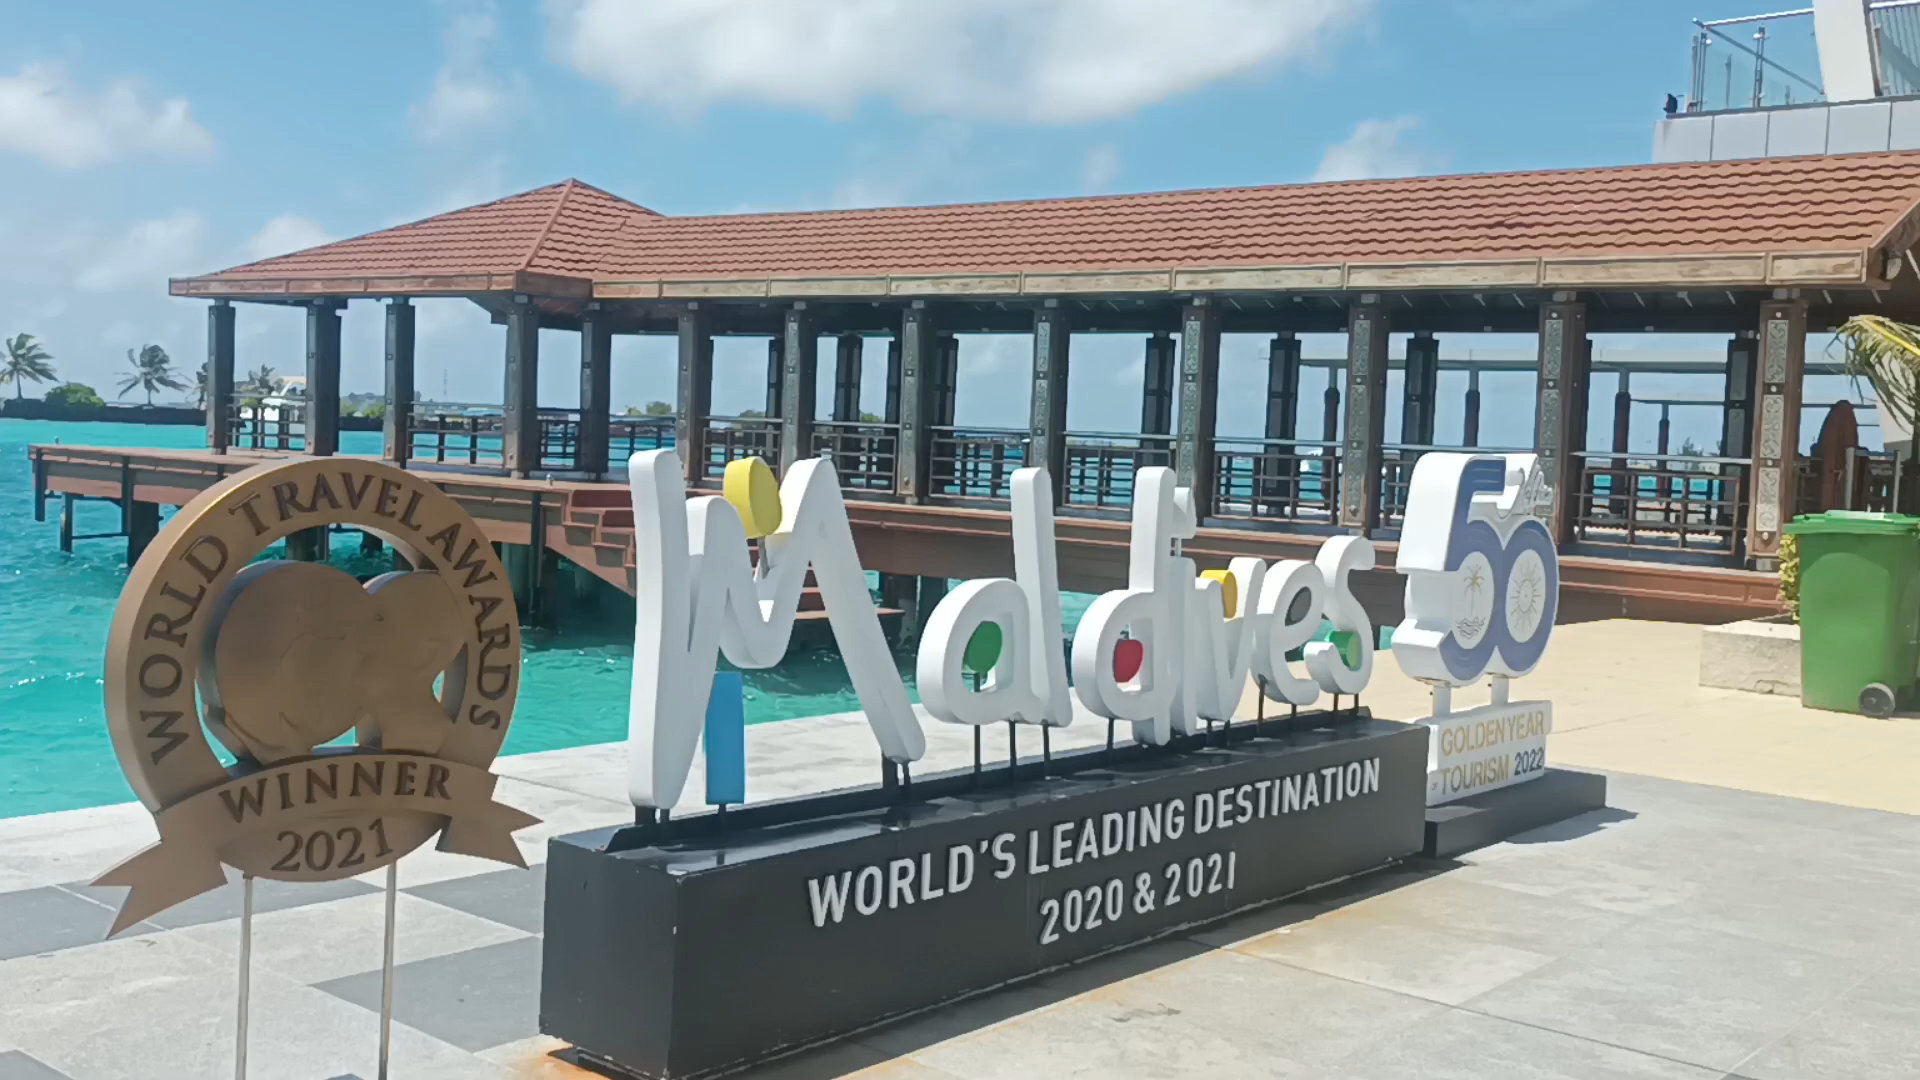 WORLD TRAVEL AWARDS
WINNER
2021
Maldives
WORLD'S LEADING DESTINATION
2020 & 2021
50
GOLDEN YEAR
TOURISM 2022